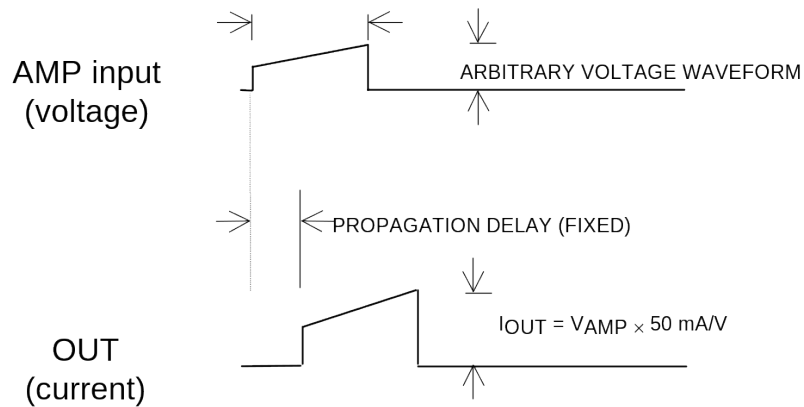 AMP input
(voltage)
ARBITRARY VOLTAGE WAVEFORM
PROPAGATION DELAY (FIXED)
IOUT = VAMP × 50 mA/V
OUT
(current)